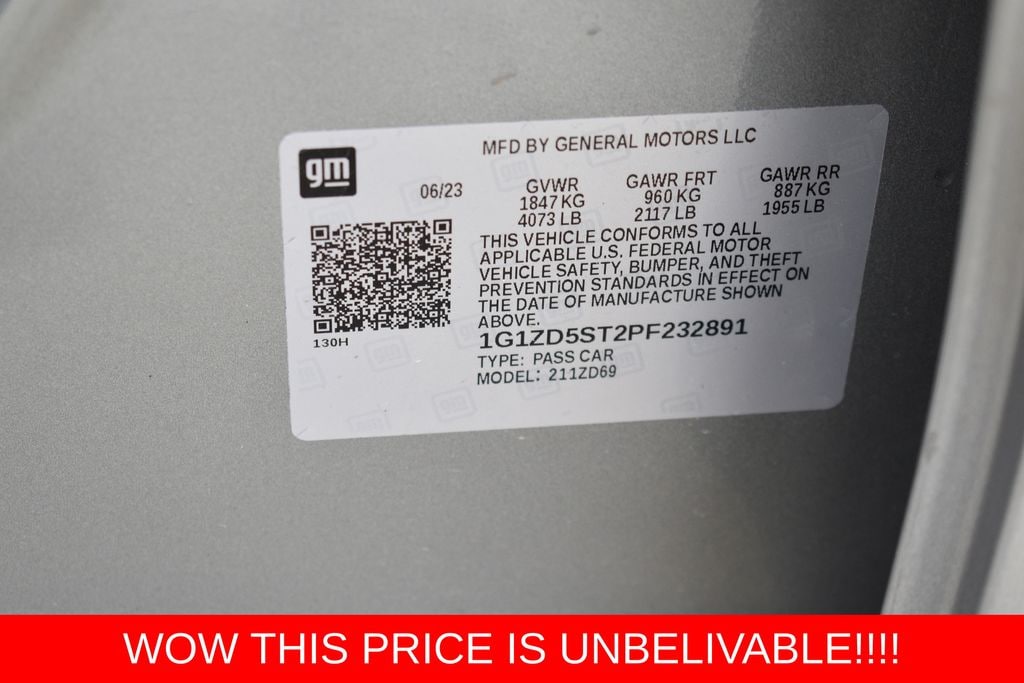 MFD BY GENERAL MOTORS LLC
gm
06/23
GVWR
1847 KG
4073 LB
GAWR FRT
960 KG
2117 LB
GAWR RR
887 KG
1955 LB
THIS VEHICLE CONFORMS TO ALL
APPLICABLE U.S. FEDERAL MOTOR
VEHICLE SAFETY, BUMPER, AND THEFT
PREVENTION STANDARDS IN EFFECT ON
THE DATE OF MANUFACTURE SHOWN
ABOVE.
130H
1G1ZD5ST2PF232891
TYPE: PASS CAR
MODEL: 211ZD69
WOW THIS PRICE IS UNBELIVABLE!!!!